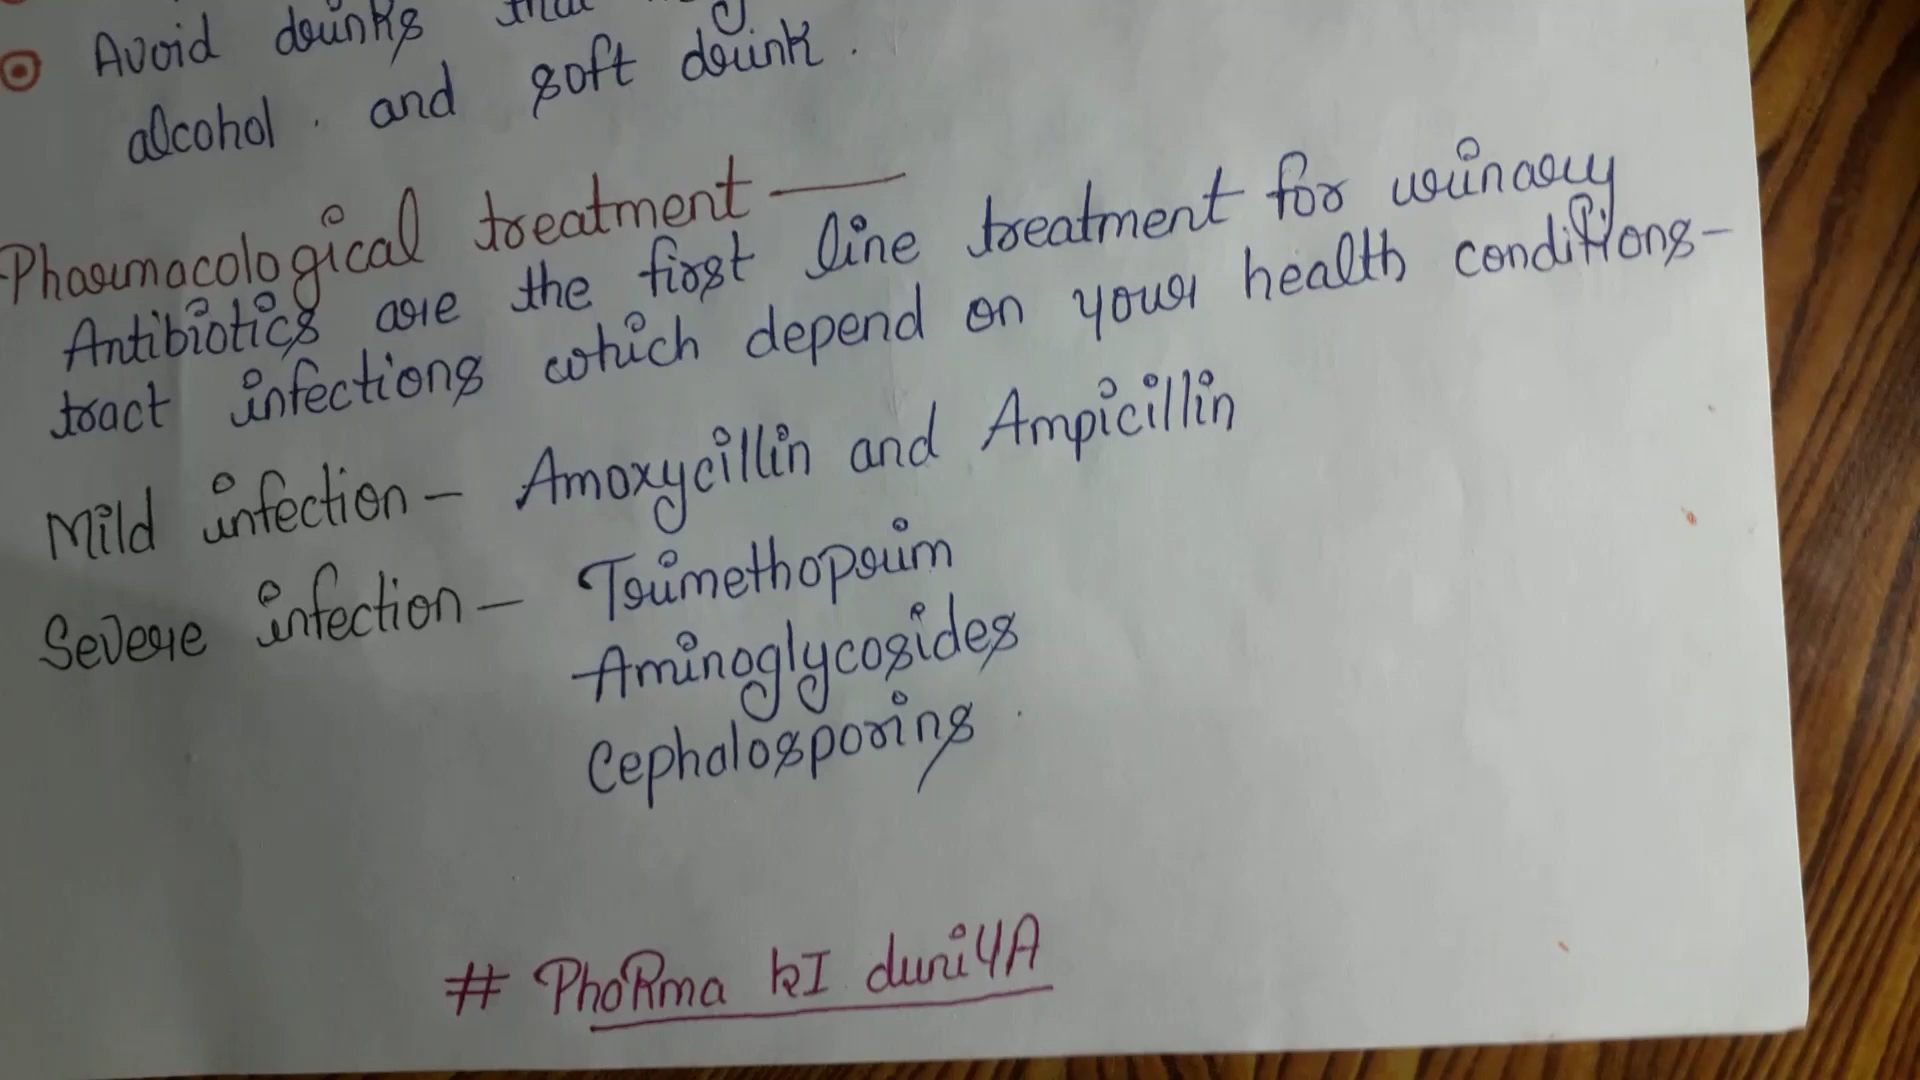 Avoid drinks that
alcohol. and soft drink.
Pharmacological treatment —
Antibiotics are the first line treatment for urinary
tract infections which depend on your health conditions-
Mild infection - Amoxycillin and Ampicillin
Severe infection - Trimethoprim
Aminoglycosides
Cephalosporins
# PhaRma kI duniYA